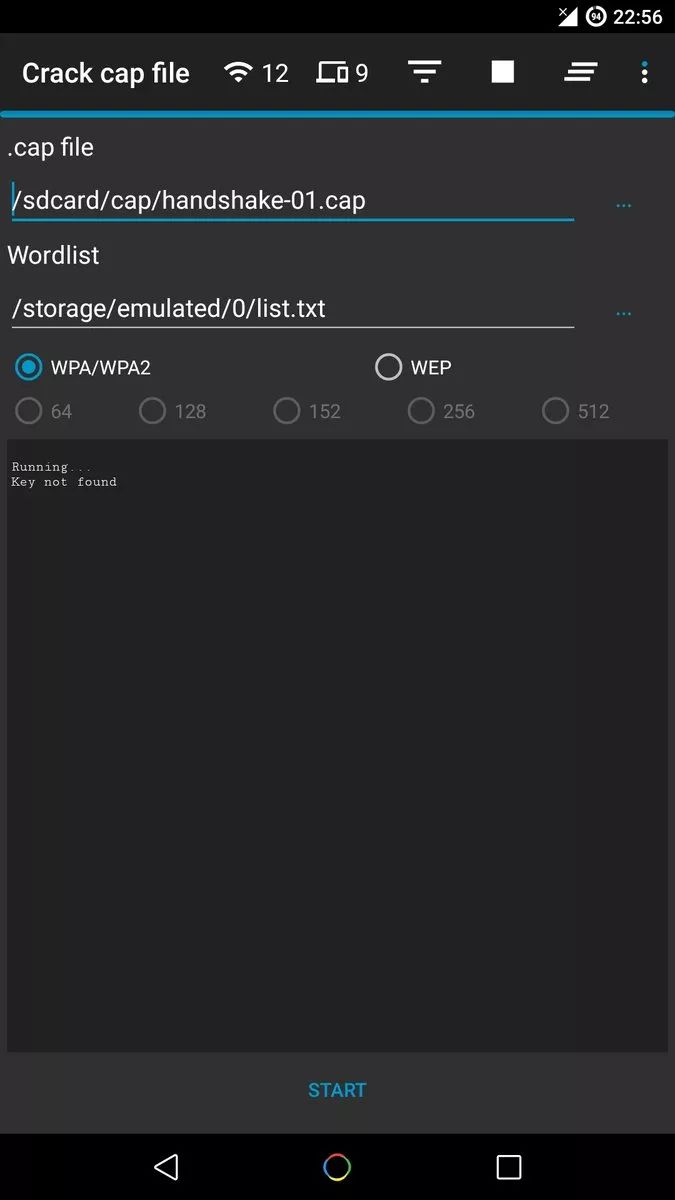 94 22:56
Crack cap file 12 9
.cap file
/sdcard/cap/handshake-01.cap ...
Wordlist
/storage/emulated/0/list.txt ...
WPA/WPA2 WEP
64 128 152 256 512
Running...
Key not found
START